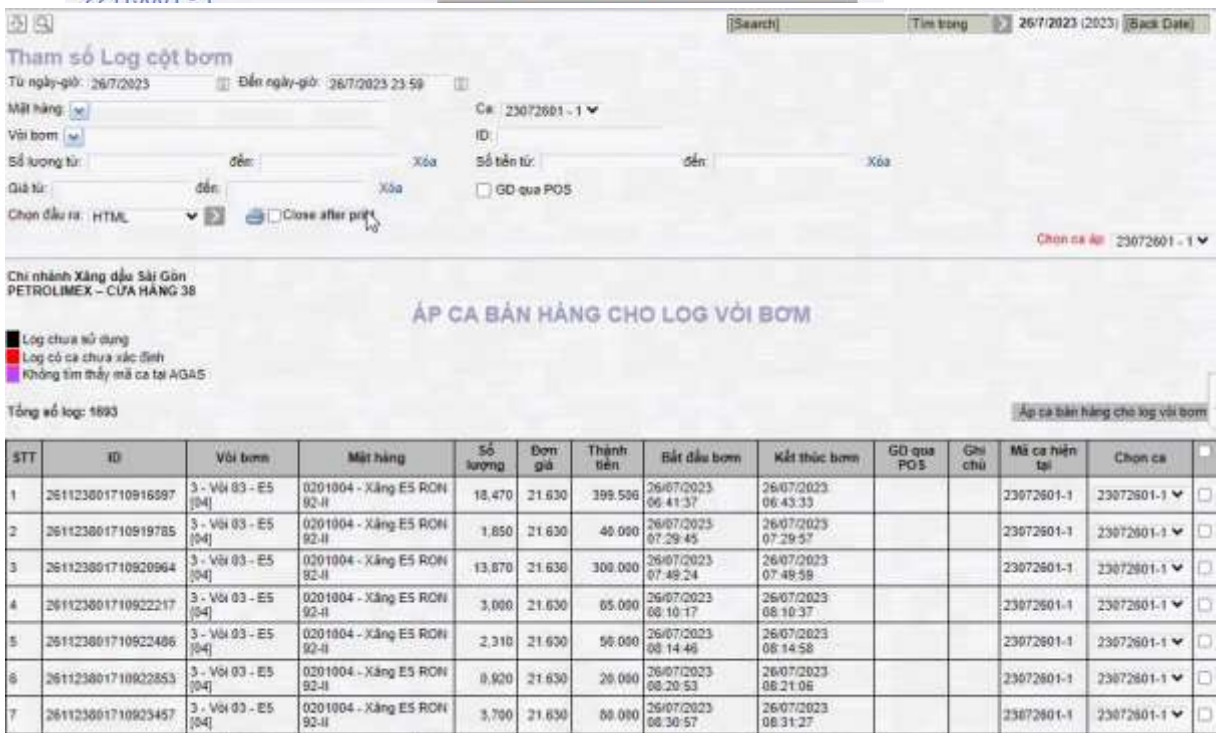 [Search] Tìm trong 26/7/2023 (2023) [Back Date]
Tham số Log cột bơm
Từ ngày-giờ: 26/7/2023 Đến ngày-giờ: 26/7/2023 23:59
Mặt hàng: Ca: 23072601 - 1
Vòi bơm: ID:
Số lượng từ: đến: Xóa Số tiền từ: đến: Xóa
Giá từ: đến: Xóa GD qua POS
Chọn đầu ra: HTML Close after print
Chọn ca áp: 23072601 - 1
Chi nhánh Xăng dầu Sài Gòn
PETROLIMEX – CỬA HÀNG 38
ÁP CA BÁN HÀNG CHO LOG VÒI BƠM
Log chưa sử dụng
Log có ca chưa xác định
Không tìm thấy mã ca tại AGAS
Tổng số log: 1693 Áp ca bán hàng cho log vòi bơm
STT ID Vòi bơm Mặt hàng Số lượng Đơn giá Thành tiền Bắt đầu bơm Kết thúc bơm GD qua POS Ghi chú Mã ca hiện tại Chọn ca
1 261123801710916897 3 - Vòi 03 - E5 0201004 - Xăng E5 RON 18,470 21.630 399.506 26/07/2023 26/07/2023 23072601-1 23072601-1
[04] 92-II 06:41:37 06:43:33
2 261123801710919785 3 - Vòi 03 - E5 0201004 - Xăng E5 RON 1,850 21.630 40.000 26/07/2023 26/07/2023 23072601-1 23072601-1
[04] 92-II 07:29:45 07:29:57
3 261123801710920964 3 - Vòi 03 - E5 0201004 - Xăng E5 RON 13,870 21.630 300.000 26/07/2023 26/07/2023 23072601-1 23072601-1
[04] 92-II 07:49:24 07:49:59
4 261123801710922217 3 - Vòi 03 - E5 0201004 - Xăng E5 RON 3,000 21.630 65.000 26/07/2023 26/07/2023 23072601-1 23072601-1
[04] 92-II 08:10:17 08:10:37
5 261123801710922486 3 - Vòi 03 - E5 0201004 - Xăng E5 RON 2,310 21.630 50.000 26/07/2023 26/07/2023 23072601-1 23072601-1
[04] 92-II 08:14:46 08:14:58
6 261123801710922853 3 - Vòi 03 - E5 0201004 - Xăng E5 RON 0,920 21.630 20.000 26/07/2023 26/07/2023 23072601-1 23072601-1
[04] 92-II 08:20:53 08:21:06
7 261123801710923457 3 - Vòi 03 - E5 0201004 - Xăng E5 RON 3,700 21.630 80.000 26/07/2023 26/07/2023 23072601-1 23072601-1
[04] 92-II 08:30:57 08:31:27